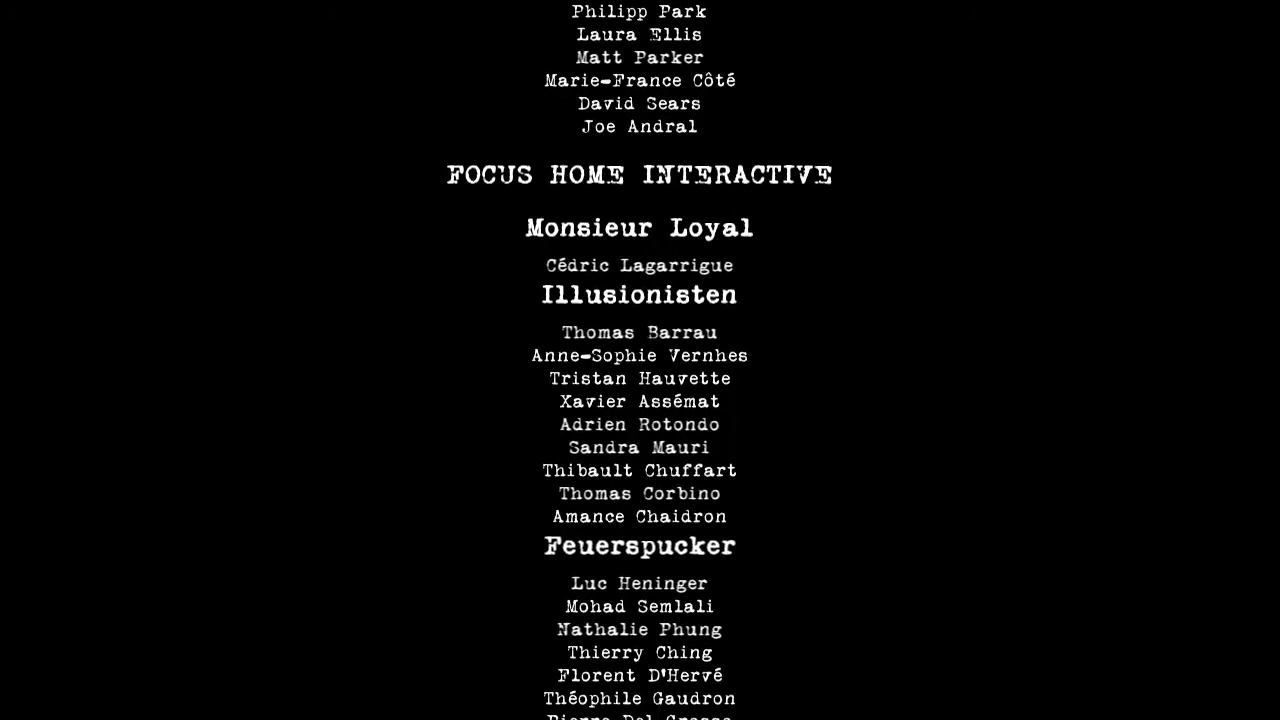 Philipp Park
Laura Ellis
Matt Parker
Marie-France Côté
David Sears
Joe Andral
FOCUS HOME INTERACTIVE
Monsieur Loyal
Cédric Lagarrigue
Illusionisten
Thomas Barrau
Anne-Sophie Vernhes
Tristan Hauvette
Xavier Assémat
Adrien Rotondo
Sandra Mauri
Thibault Chuffart
Thomas Corbino
Amance Chaidron
Feuerspucker
Luc Heninger
Mohad Semlali
Nathalie Phung
Thierry Ching
Florent D'Hervé
Théophile Gaudron